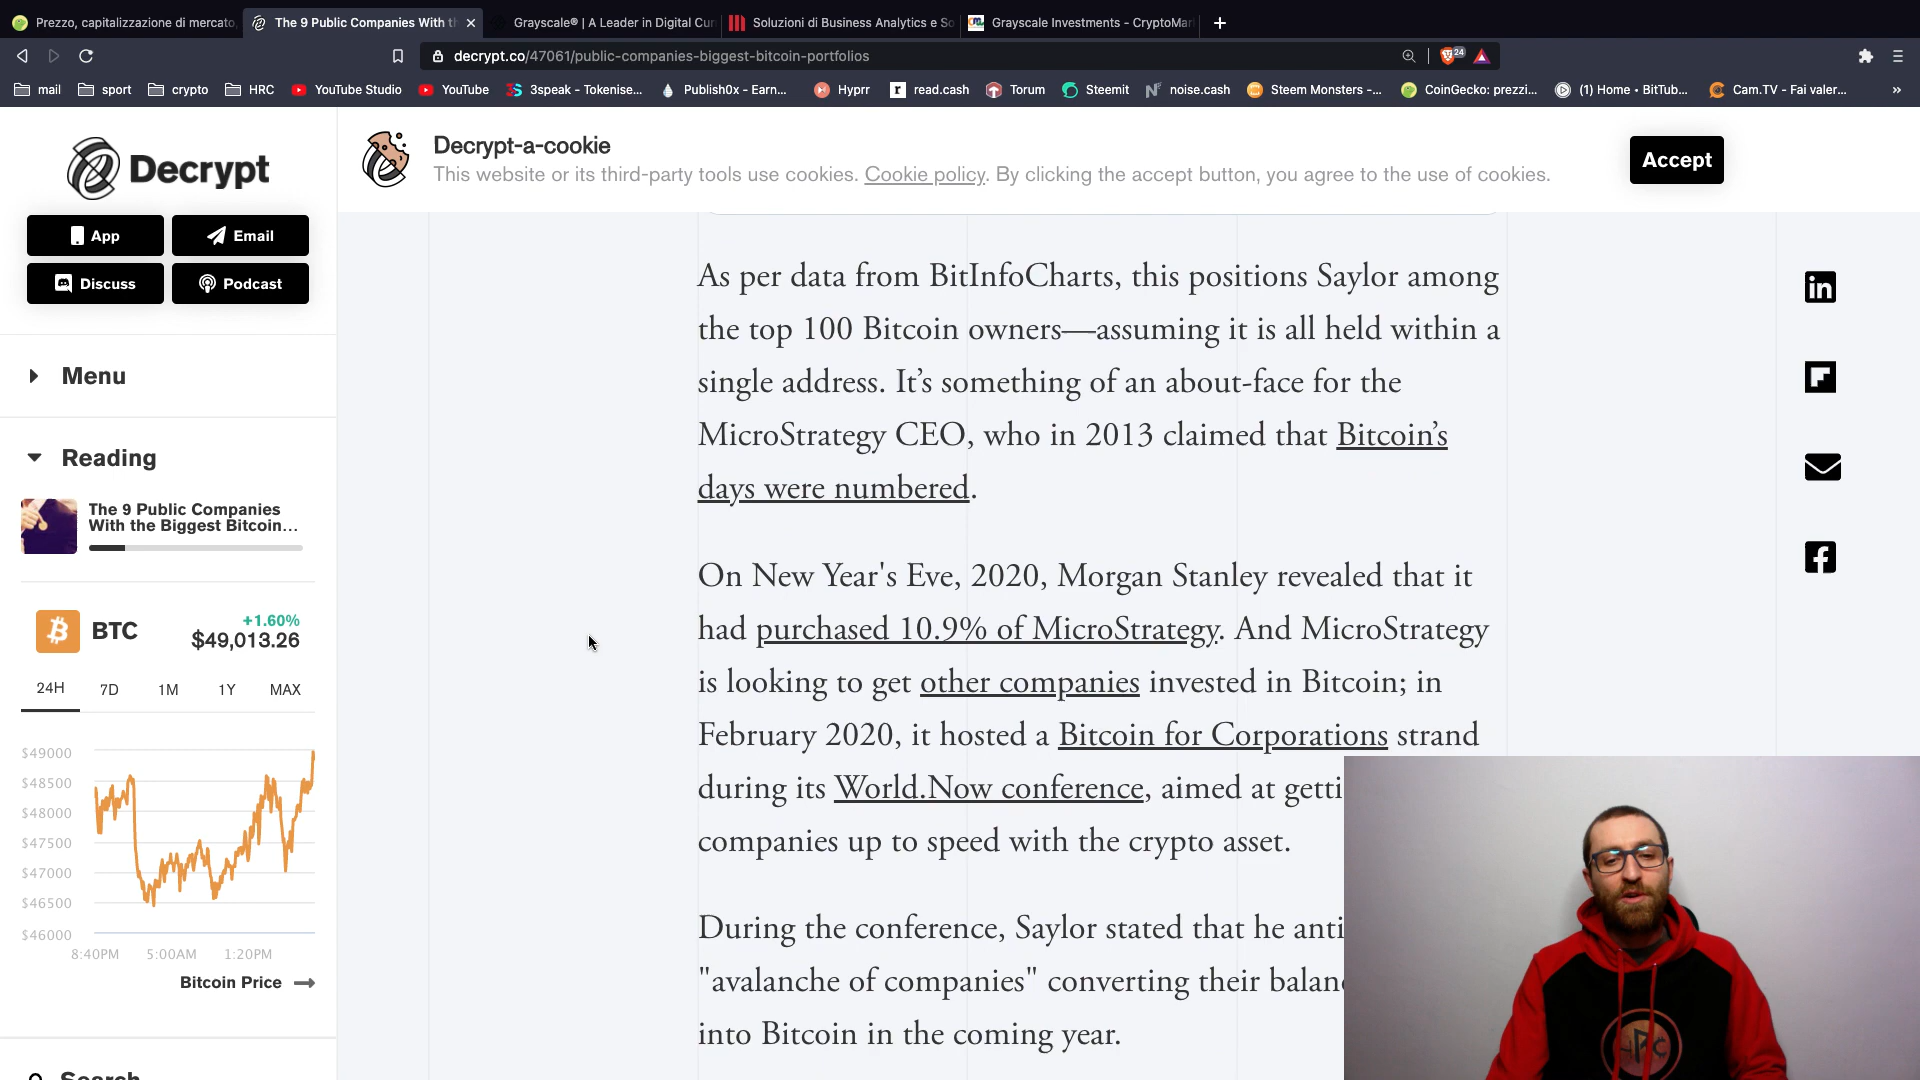 Prezzo, capitalizzazione di mercato,
The 9 Public Companies With th
Grayscale® | A Leader in Digital Cur
Soluzioni di Business Analytics e So
Grayscale Investments - CryptoMar
decrypt.co/47061/public-companies-biggest-bitcoin-portfolios
24
mail
sport
crypto
HRC
YouTube Studio
YouTube
3speak - Tokenise...
Publish0x - Earn...
Hyprr
read.cash
Torum
Steemit
noise.cash
Steem Monsters -...
CoinGecko: prezzi...
(1) Home • BitTub...
Cam.TV - Fai valer...
»
Decrypt
App
Email
Discuss
Podcast
Menu
Reading
The 9 Public Companies
With the Biggest Bitcoin...
BTC
+1.60%
$49,013.26
24H 7D 1M 1Y MAX
$49000
$48500
$48000
$47500
$47000
$46500
$46000
8:40PM 5:00AM 1:20PM
Bitcoin Price
Search
Decrypt-a-cookie
This website or its third-party tools use cookies. Cookie policy. By clicking the accept button, you agree to the use of cookies.
Accept
As per data from BitInfoCharts, this positions Saylor among
the top 100 Bitcoin owners—assuming it is all held within a
single address. It’s something of an about-face for the
MicroStrategy CEO, who in 2013 claimed that Bitcoin’s
days were numbered.
On New Year's Eve, 2020, Morgan Stanley revealed that it
had purchased 10.9% of MicroStrategy. And MicroStrategy
is looking to get other companies invested in Bitcoin; in
February 2020, it hosted a Bitcoin for Corporations strand
during its World.Now conference, aimed at getti
companies up to speed with the crypto asset.
During the conference, Saylor stated that he anti
"avalanche of companies" converting their balanc
into Bitcoin in the coming year.
HRC